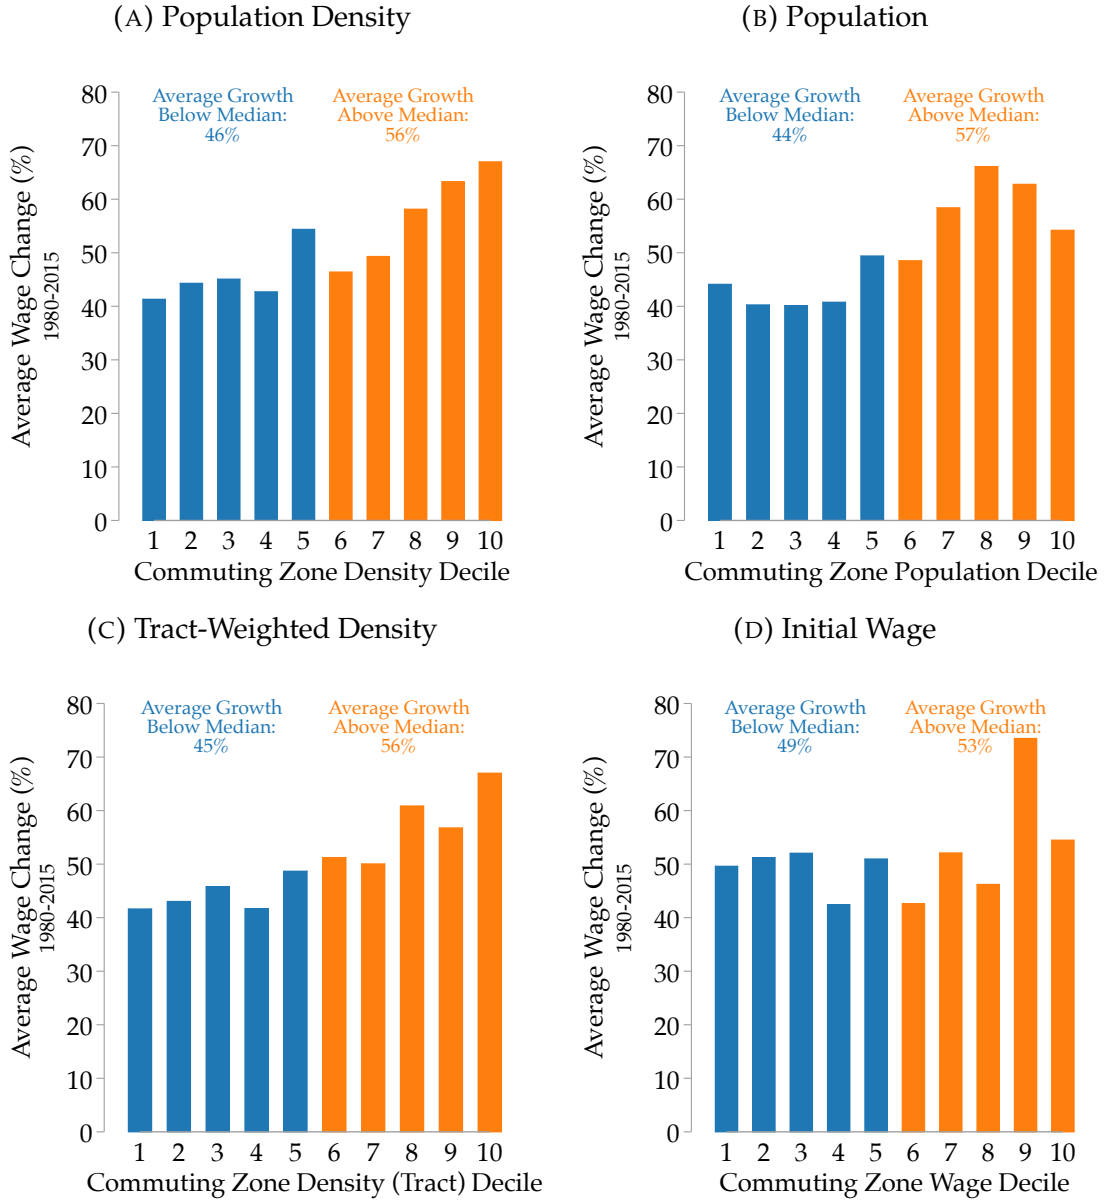 (A) Population Density
Average Growth
Below Median:
46%
Average Growth
Above Median:
56%
Average Wage Change (%)
1980-2015
80
70
60
50
40
30
20
10
0
1 2 3 4 5 6 7 8 9 10
Commuting Zone Density Decile
(B) Population
Average Growth
Below Median:
44%
Average Growth
Above Median:
57%
Average Wage Change (%)
1980-2015
80
70
60
50
40
30
20
10
0
1 2 3 4 5 6 7 8 9 10
Commuting Zone Population Decile
(C) Tract-Weighted Density
Average Growth
Below Median:
45%
Average Growth
Above Median:
56%
Average Wage Change (%)
1980-2015
80
70
60
50
40
30
20
10
0
1 2 3 4 5 6 7 8 9 10
Commuting Zone Density (Tract) Decile
(D) Initial Wage
Average Growth
Below Median:
49%
Average Growth
Above Median:
53%
Average Wage Change (%)
1980-2015
80
70
60
50
40
30
20
10
0
1 2 3 4 5 6 7 8 9 10
Commuting Zone Wage Decile